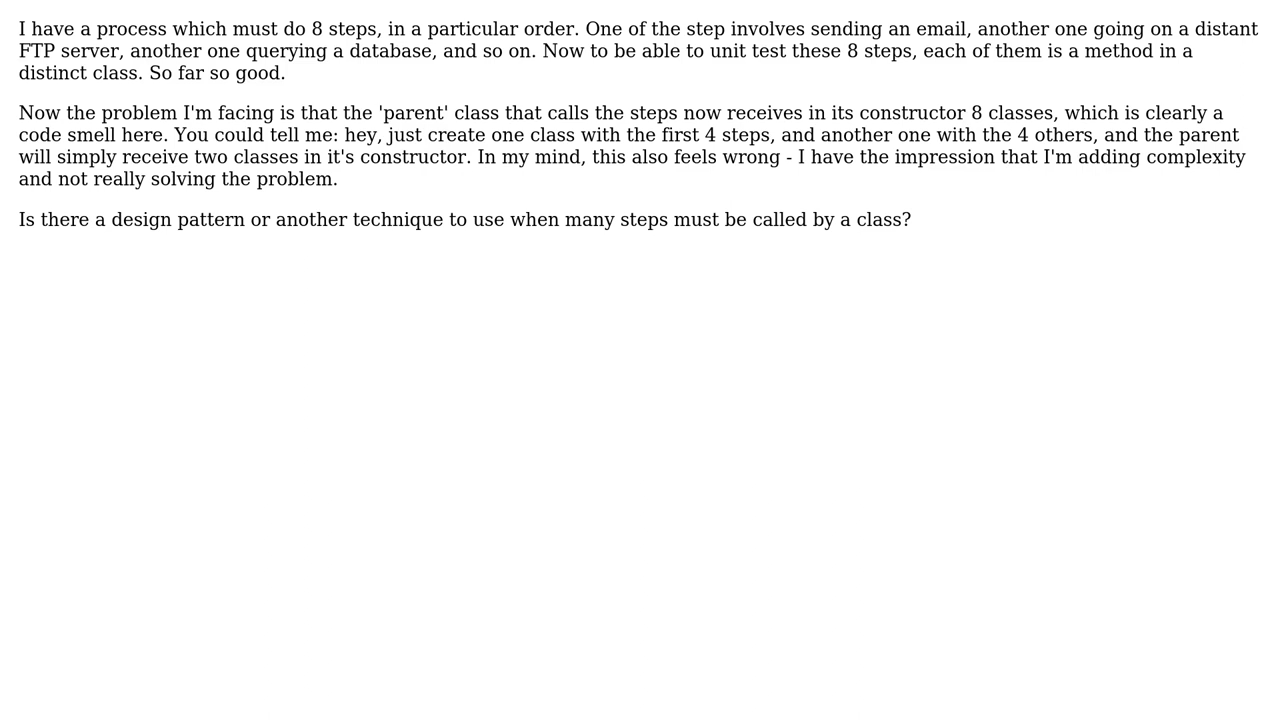 I have a process which must do 8 steps, in a particular order. One of the step involves sending an email, another one going on a distant
FTP server, another one querying a database, and so on. Now to be able to unit test these 8 steps, each of them is a method in a
distinct class. So far so good.
Now the problem I'm facing is that the 'parent' class that calls the steps now receives in its constructor 8 classes, which is clearly a
code smell here. You could tell me: hey, just create one class with the first 4 steps, and another one with the 4 others, and the parent
will simply receive two classes in it's constructor. In my mind, this also feels wrong - I have the impression that I'm adding complexity
and not really solving the problem.
Is there a design pattern or another technique to use when many steps must be called by a class?